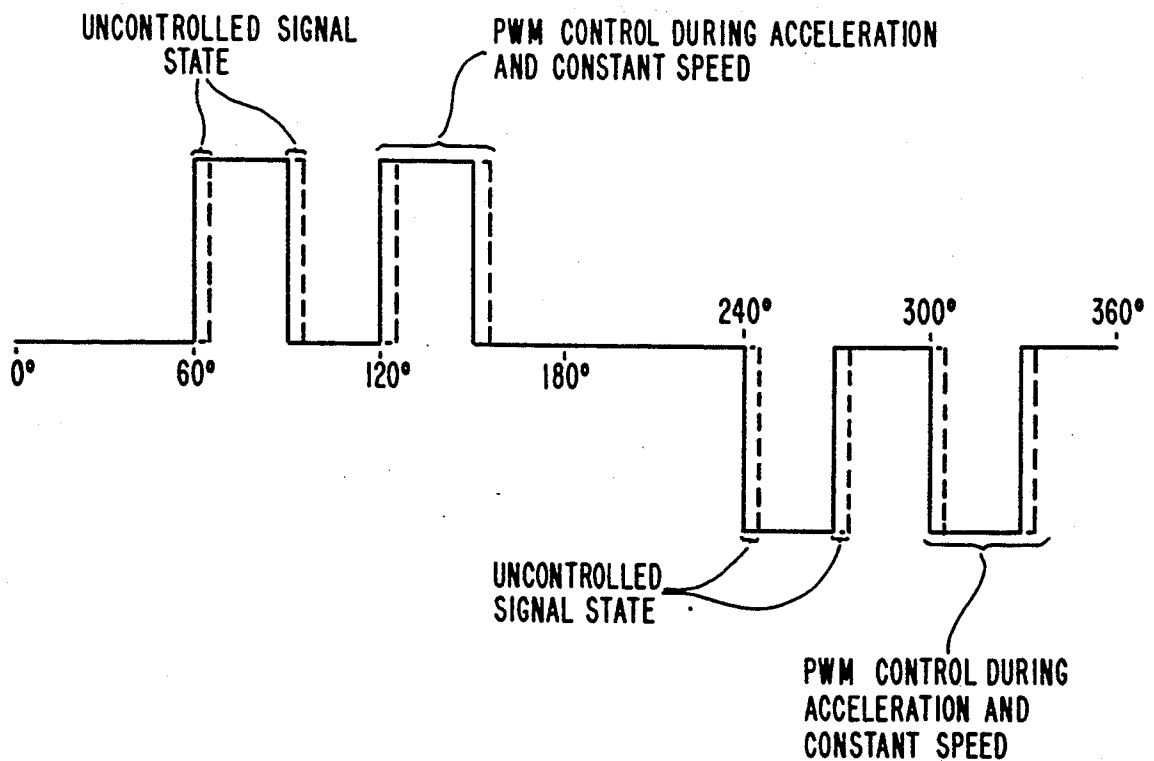 UNCONTROLLED SIGNAL
STATE
PWM CONTROL DURING ACCELERATION
AND CONSTANT SPEED
240°
300°
360°
0°
60°
120°
180°
UNCONTROLLED
SIGNAL STATE
PWM CONTROL DURING
ACCELERATION AND
CONSTANT SPEED